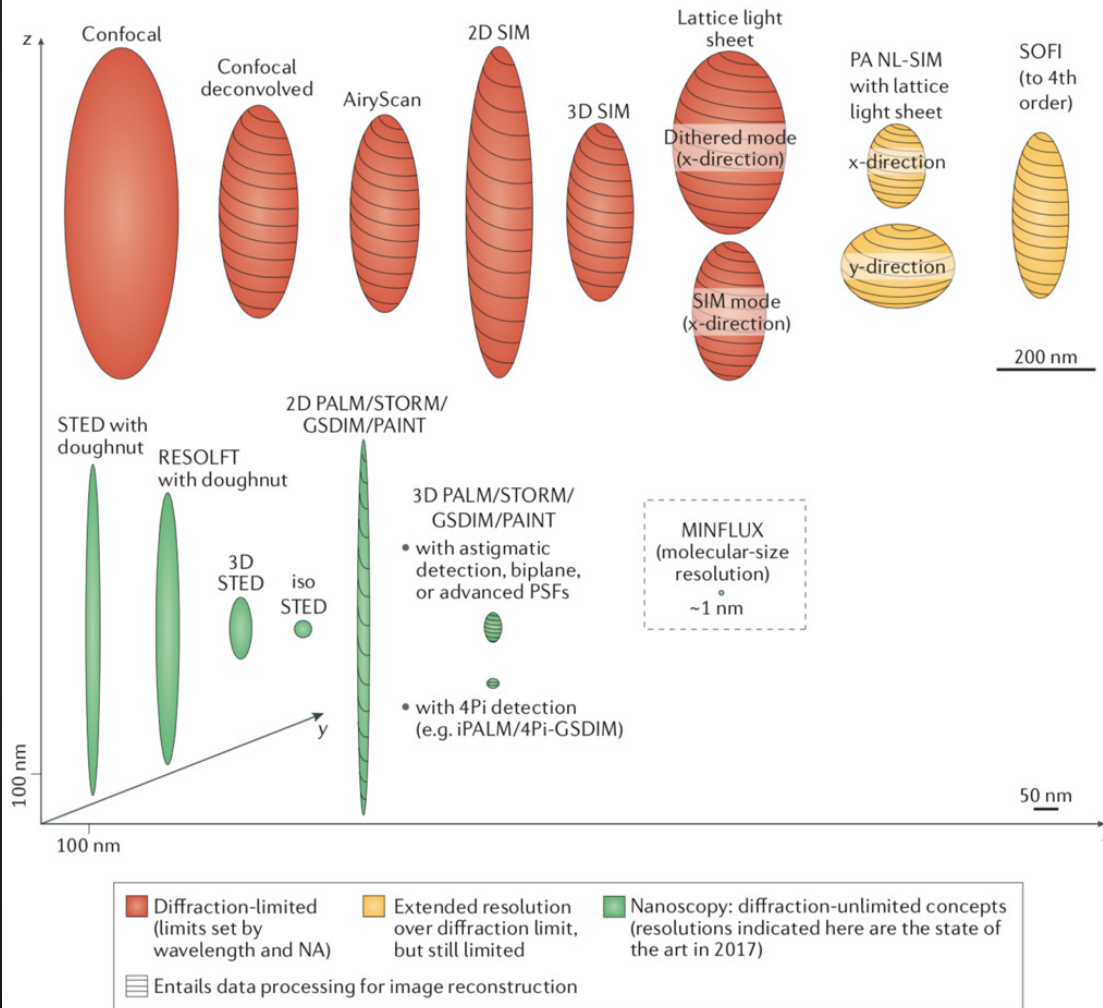 z
Confocal
Confocal
deconvolved
AiryScan
2D SIM
3D SIM
Lattice light
sheet
Dithered mode
(x-direction)
SIM mode
(x-direction)
PA NL-SIM
with lattice
light sheet
x-direction
y-direction
SOFI
(to 4th
order)
200 nm
STED with
doughnut
RESOLFT
with doughnut
3D
STED
iso
STED
2D PALM/STORM/
GSDIM/PAINT
3D PALM/STORM/
GSDIM/PAINT
• with astigmatic
detection, biplane,
or advanced PSFs
• with 4Pi detection
(e.g. iPALM/4Pi-GSDIM)
MINFLUX
(molecular-size
resolution)
~1 nm
y
100 nm
100 nm
50 nm
Diffraction-limited
(limits set by
wavelength and NA)
Extended resolution
over diffraction limit,
but still limited
Nanoscopy: diffraction-unlimited concepts
(resolutions indicated here are the state of
the art in 2017)
Entails data processing for image reconstruction